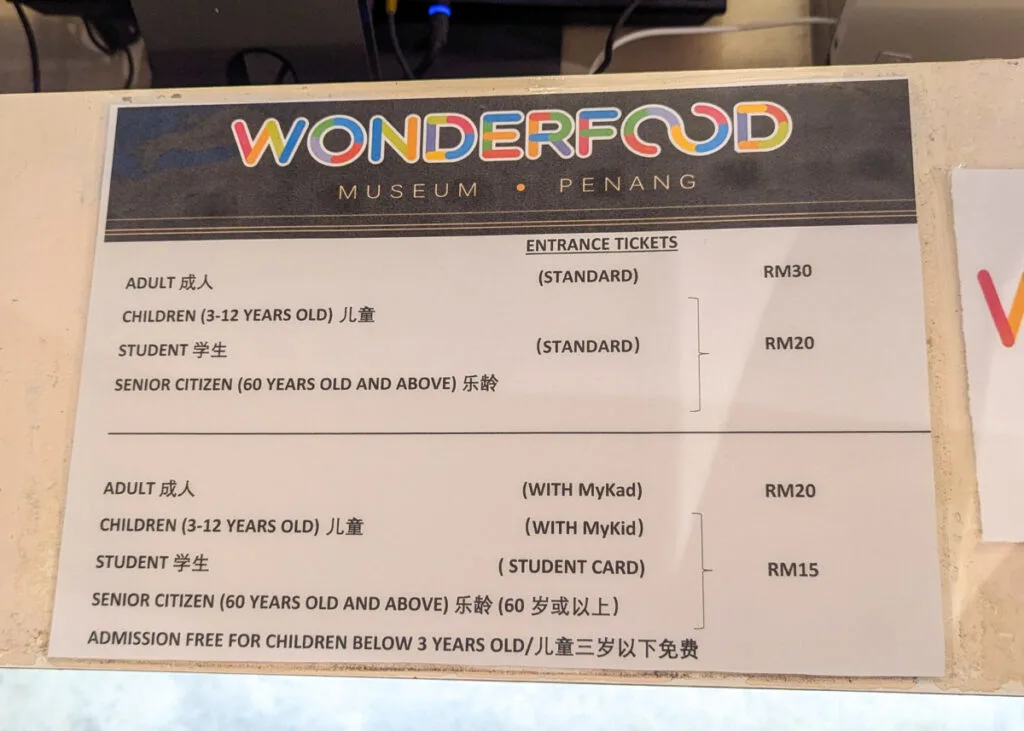 WONDERFOOD
MUSEUM • PENANG
ENTRANCE TICKETS
ADULT 成人 (STANDARD) RM30
CHILDREN (3-12 YEARS OLD) 儿童
STUDENT 学生 (STANDARD) RM20
SENIOR CITIZEN (60 YEARS OLD AND ABOVE) 乐龄
ADULT 成人 (WITH MyKad) RM20
CHILDREN (3-12 YEARS OLD) 儿童 (WITH MyKid)
STUDENT 学生 ( STUDENT CARD) RM15
SENIOR CITIZEN (60 YEARS OLD AND ABOVE) 乐龄 (60 岁或以上)
ADMISSION FREE FOR CHILDREN BELOW 3 YEARS OLD/儿童三岁以下免费